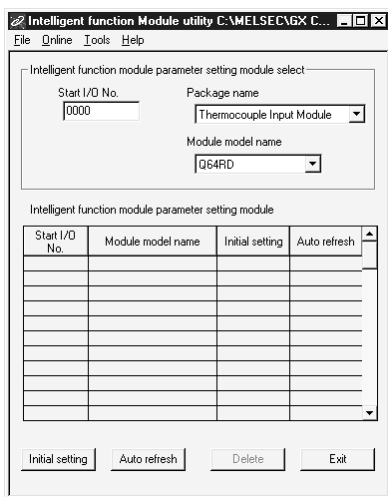 Intelligent function Module utility C:\MELSEC\GX C...
File Online Tools Help
Intelligent function module parameter setting module select
Start I/O No. Package name
0000 Thermocouple Input Module
Module model name
Q64RD
Intelligent function module parameter setting module
Start I/O No. Module model name Initial setting Auto refresh
Initial setting Auto refresh Delete Exit